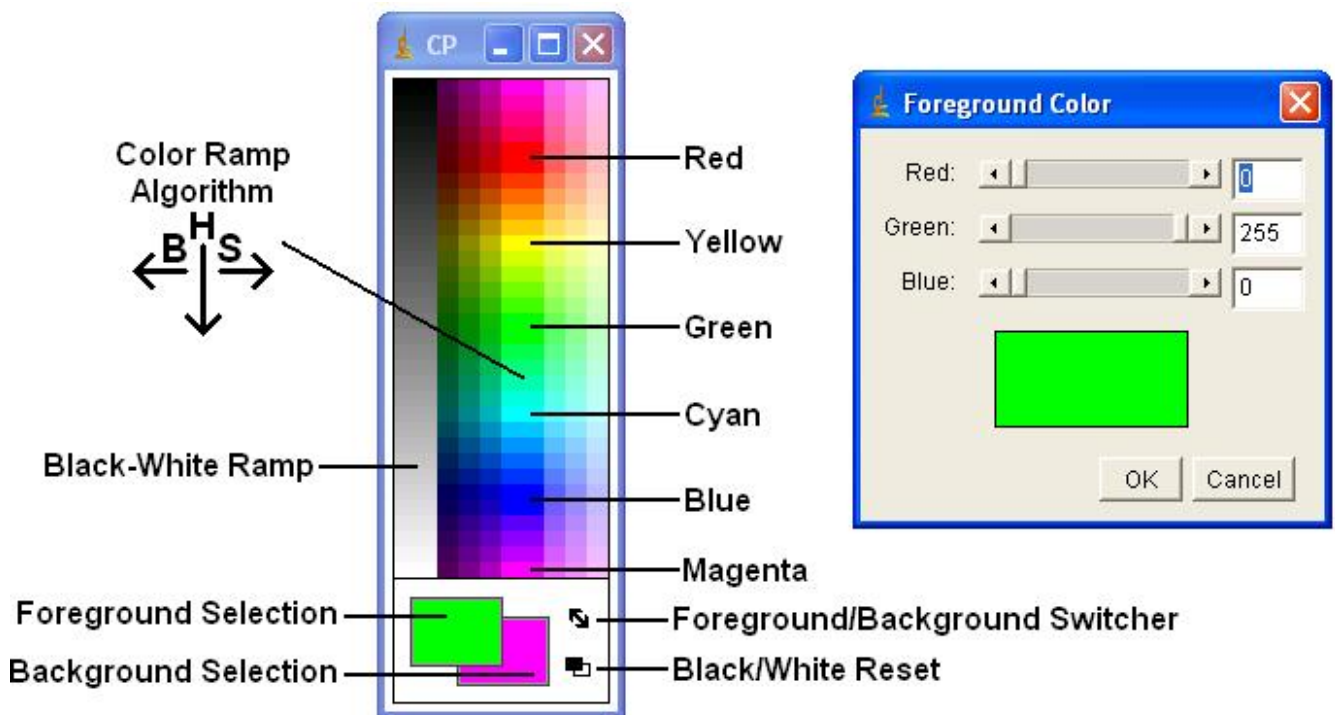 CP
Color Ramp
Algorithm
H
B S
Black-White Ramp
Foreground Selection
Background Selection
Red
Yellow
Green
Cyan
Blue
Magenta
Foreground/Background Switcher
Black/White Reset
Foreground Color
Red: 0
Green: 255
Blue: 0
OK Cancel